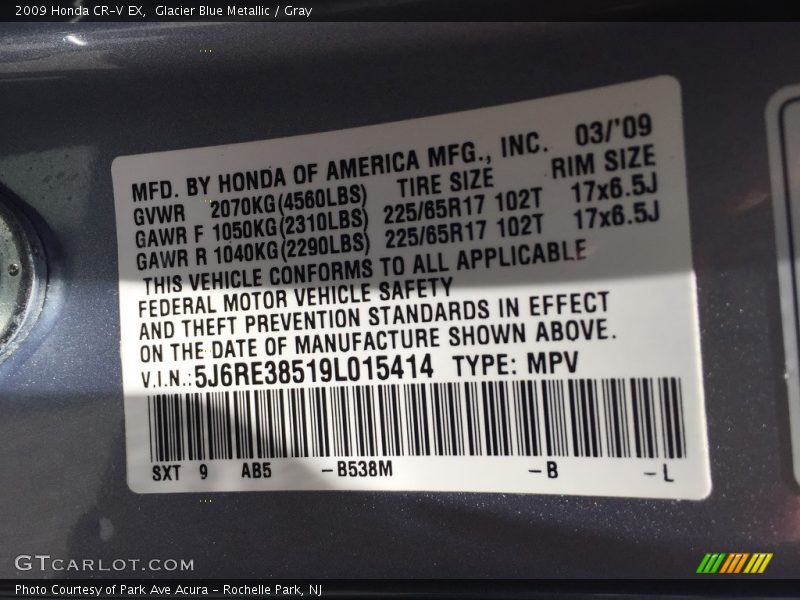 2009 Honda CR-V EX,  Glacier Blue Metallic / Gray
MFD. BY HONDA OF AMERICA MFG., INC. 03/'09
GVWR 2070KG(4560LBS) TIRE SIZE RIM SIZE
GAWR F 1050KG(2310LBS) 225/65R17 102T 17x6.5J
GAWR R 1040KG(2290LBS) 225/65R17 102T 17x6.5J
THIS VEHICLE CONFORMS TO ALL APPLICABLE
FEDERAL MOTOR VEHICLE SAFETY
AND THEFT PREVENTION STANDARDS IN EFFECT
ON THE DATE OF MANUFACTURE SHOWN ABOVE.
V.I.N.: 5J6RE38519L015414 TYPE: MPV
SXT 9 AB5 -B538M -B -L
GTCARLOT.COM
Photo Courtesy of Park Ave Acura - Rochelle Park, NJ